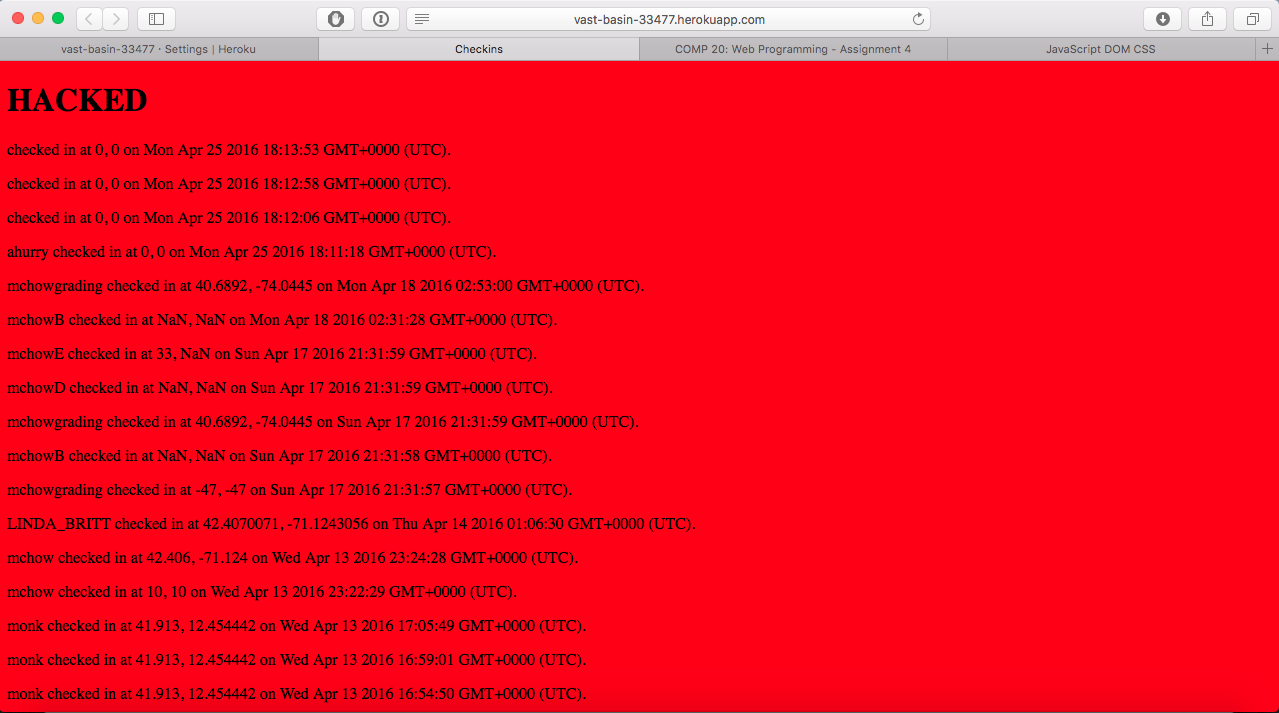 vast-basin-33477.herokuapp.com
vast-basin-33477 · Settings | Heroku
Checkins
COMP 20: Web Programming - Assignment 4
JavaScript DOM CSS
HACKED
checked in at 0, 0 on Mon Apr 25 2016 18:13:53 GMT+0000 (UTC).
checked in at 0, 0 on Mon Apr 25 2016 18:12:58 GMT+0000 (UTC).
checked in at 0, 0 on Mon Apr 25 2016 18:12:06 GMT+0000 (UTC).
ahurry checked in at 0, 0 on Mon Apr 25 2016 18:11:18 GMT+0000 (UTC).
mchowgrading checked in at 40.6892, -74.0445 on Mon Apr 18 2016 02:53:00 GMT+0000 (UTC).
mchowB checked in at NaN, NaN on Mon Apr 18 2016 02:31:28 GMT+0000 (UTC).
mchowE checked in at 33, NaN on Sun Apr 17 2016 21:31:59 GMT+0000 (UTC).
mchowD checked in at NaN, NaN on Sun Apr 17 2016 21:31:59 GMT+0000 (UTC).
mchowgrading checked in at 40.6892, -74.0445 on Sun Apr 17 2016 21:31:59 GMT+0000 (UTC).
mchowB checked in at NaN, NaN on Sun Apr 17 2016 21:31:58 GMT+0000 (UTC).
mchowgrading checked in at -47, -47 on Sun Apr 17 2016 21:31:57 GMT+0000 (UTC).
LINDA_BRITT checked in at 42.4070071, -71.1243056 on Thu Apr 14 2016 01:06:30 GMT+0000 (UTC).
mchow checked in at 42.406, -71.124 on Wed Apr 13 2016 23:24:28 GMT+0000 (UTC).
mchow checked in at 10, 10 on Wed Apr 13 2016 23:22:29 GMT+0000 (UTC).
monk checked in at 41.913, 12.454442 on Wed Apr 13 2016 17:05:49 GMT+0000 (UTC).
monk checked in at 41.913, 12.454442 on Wed Apr 13 2016 16:59:01 GMT+0000 (UTC).
monk checked in at 41.913, 12.454442 on Wed Apr 13 2016 16:54:50 GMT+0000 (UTC).